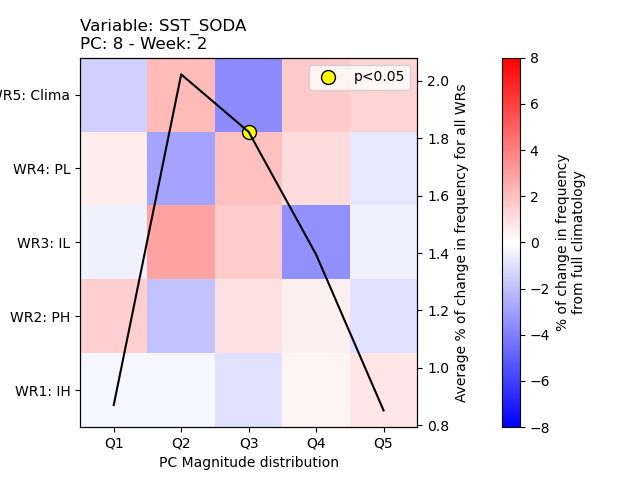 Variable: SST_SODA
PC: 8 - Week: 2
p<0.05
R5: Clima
WR4: PL
WR3: IL
WR2: PH
WR1: IH
Q1 Q2 Q3 Q4 Q5
PC Magnitude distribution
2.0
1.8
1.6
1.4
1.2
1.0
0.8
Average % of change in frequency for all WRs
8
6
4
2
0
−2
−4
−6
−8
% of change in frequency
from full climatology